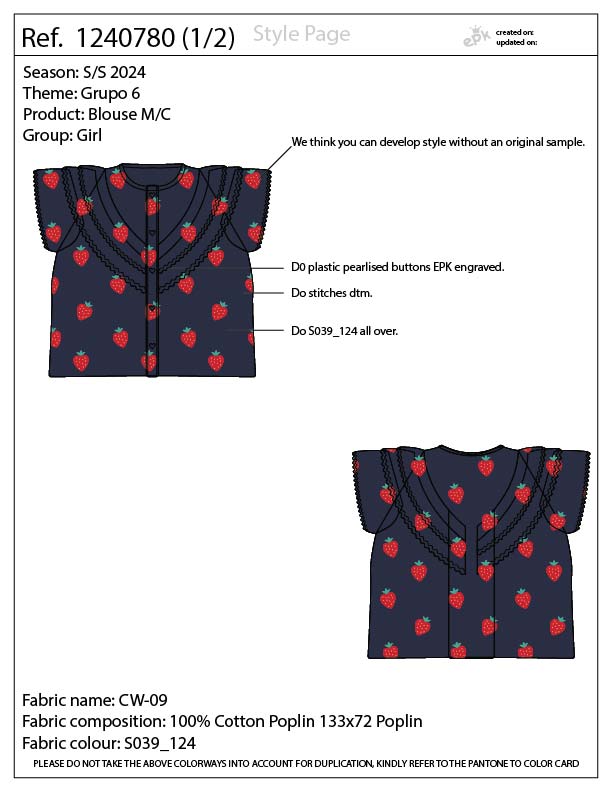 Ref. 1240780 (1/2)
Style Page
epk
created on:
updated on:
Season: S/S 2024
Theme: Grupo 6
Product: Blouse M/C
Group: Girl
We think you can develop style without an original sample.
D0 plastic pearlised buttons EPK engraved.
Do stitches dtm.
Do S039_124 all over.
Fabric name: CW-09
Fabric composition: 100% Cotton Poplin 133x72 Poplin
Fabric colour: S039_124
PLEASE DO NOT TAKE THE ABOVE COLORWAYS INTO ACCOUNT FOR DUPLICATION, KINDLY REFER TO THE PANTONE TO COLOR CARD